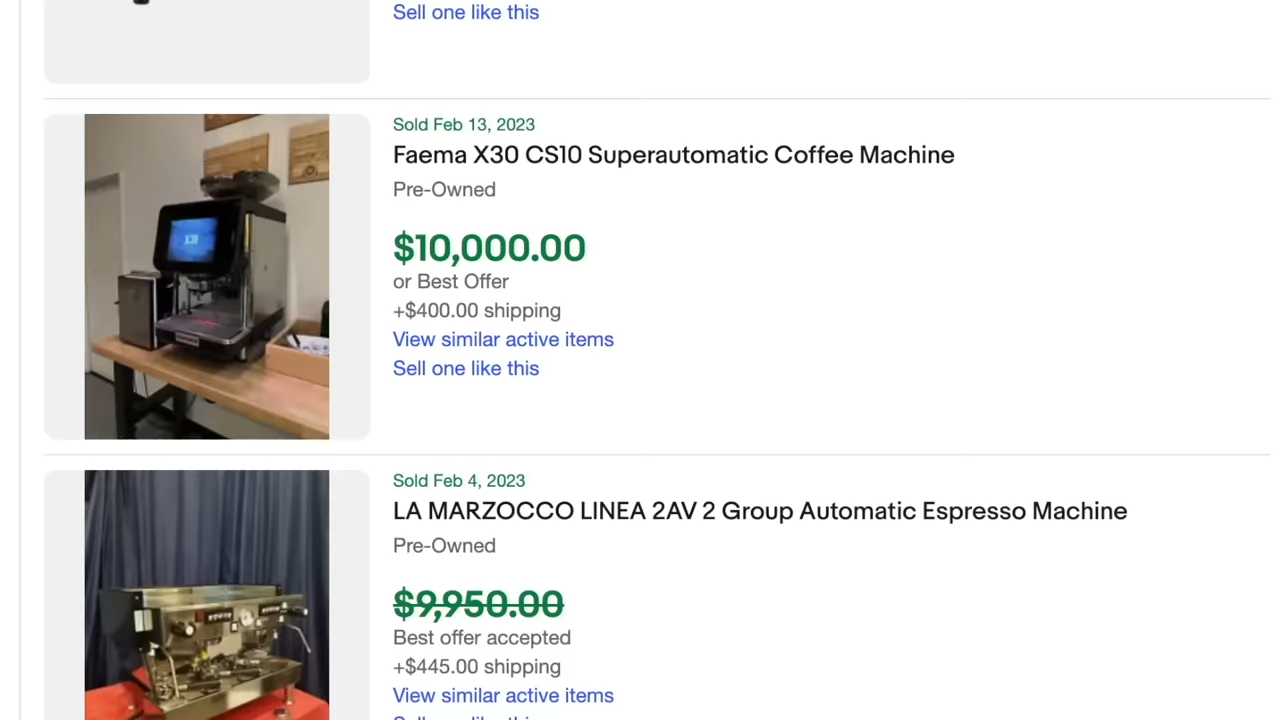 Sell one like this
Sold Feb 13, 2023
Faema X30 CS10 Superautomatic Coffee Machine
Pre-Owned
$10,000.00
or Best Offer
+$400.00 shipping
View similar active items
Sell one like this
Sold Feb 4, 2023
LA MARZOCCO LINEA 2AV 2 Group Automatic Espresso Machine
Pre-Owned
$9,950.00
Best offer accepted
+$445.00 shipping
View similar active items